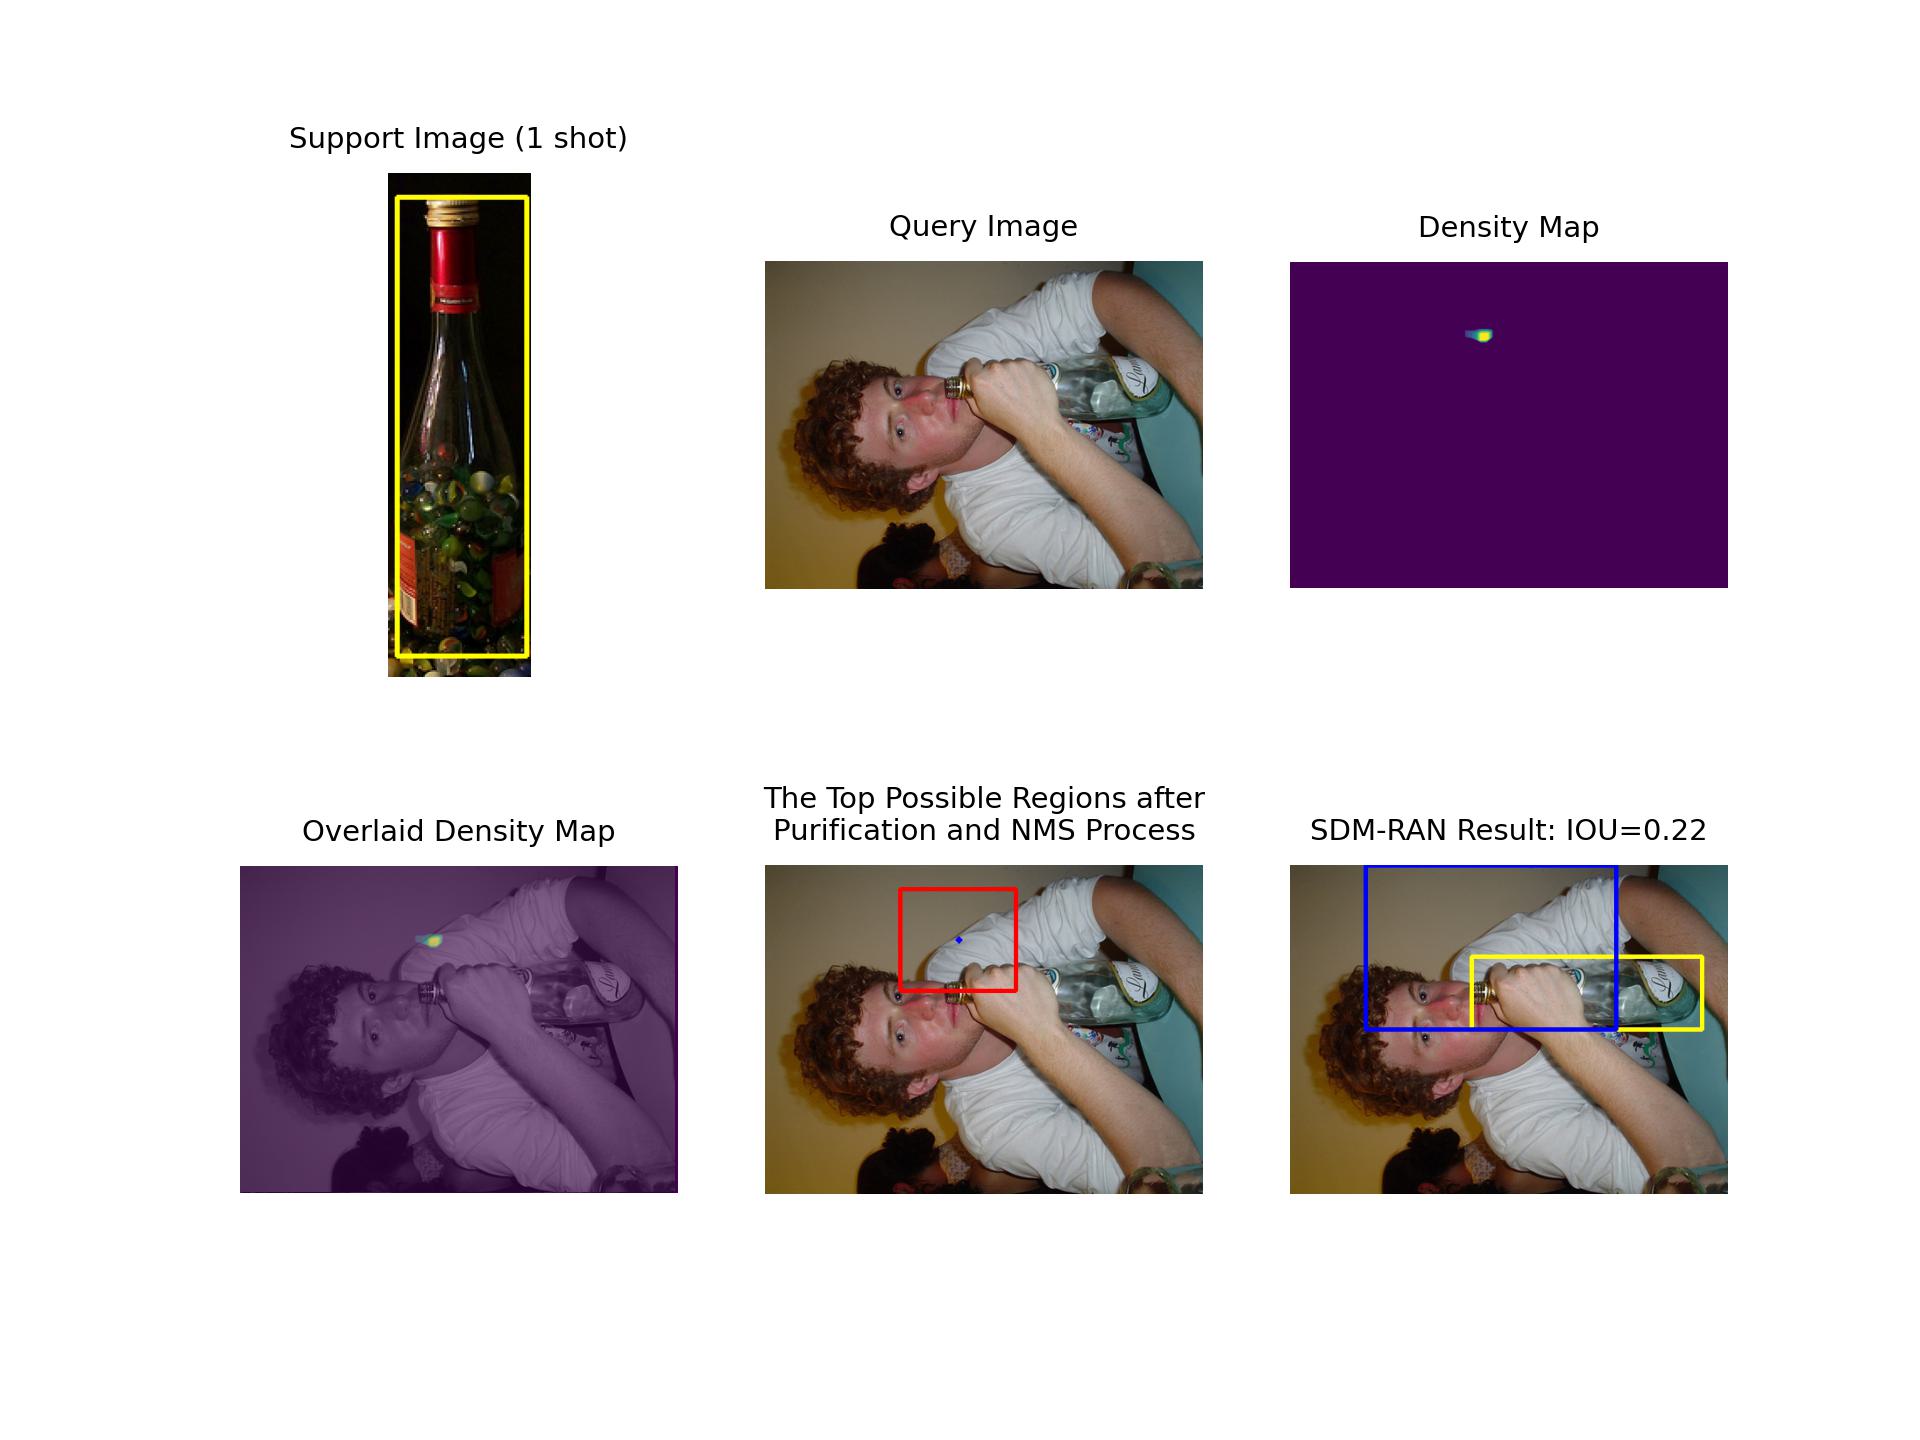 Support Image (1 shot)
Query Image
Density Map
Overlaid Density Map
The Top Possible Regions after
Purification and NMS Process
SDM-RAN Result: IOU=0.22